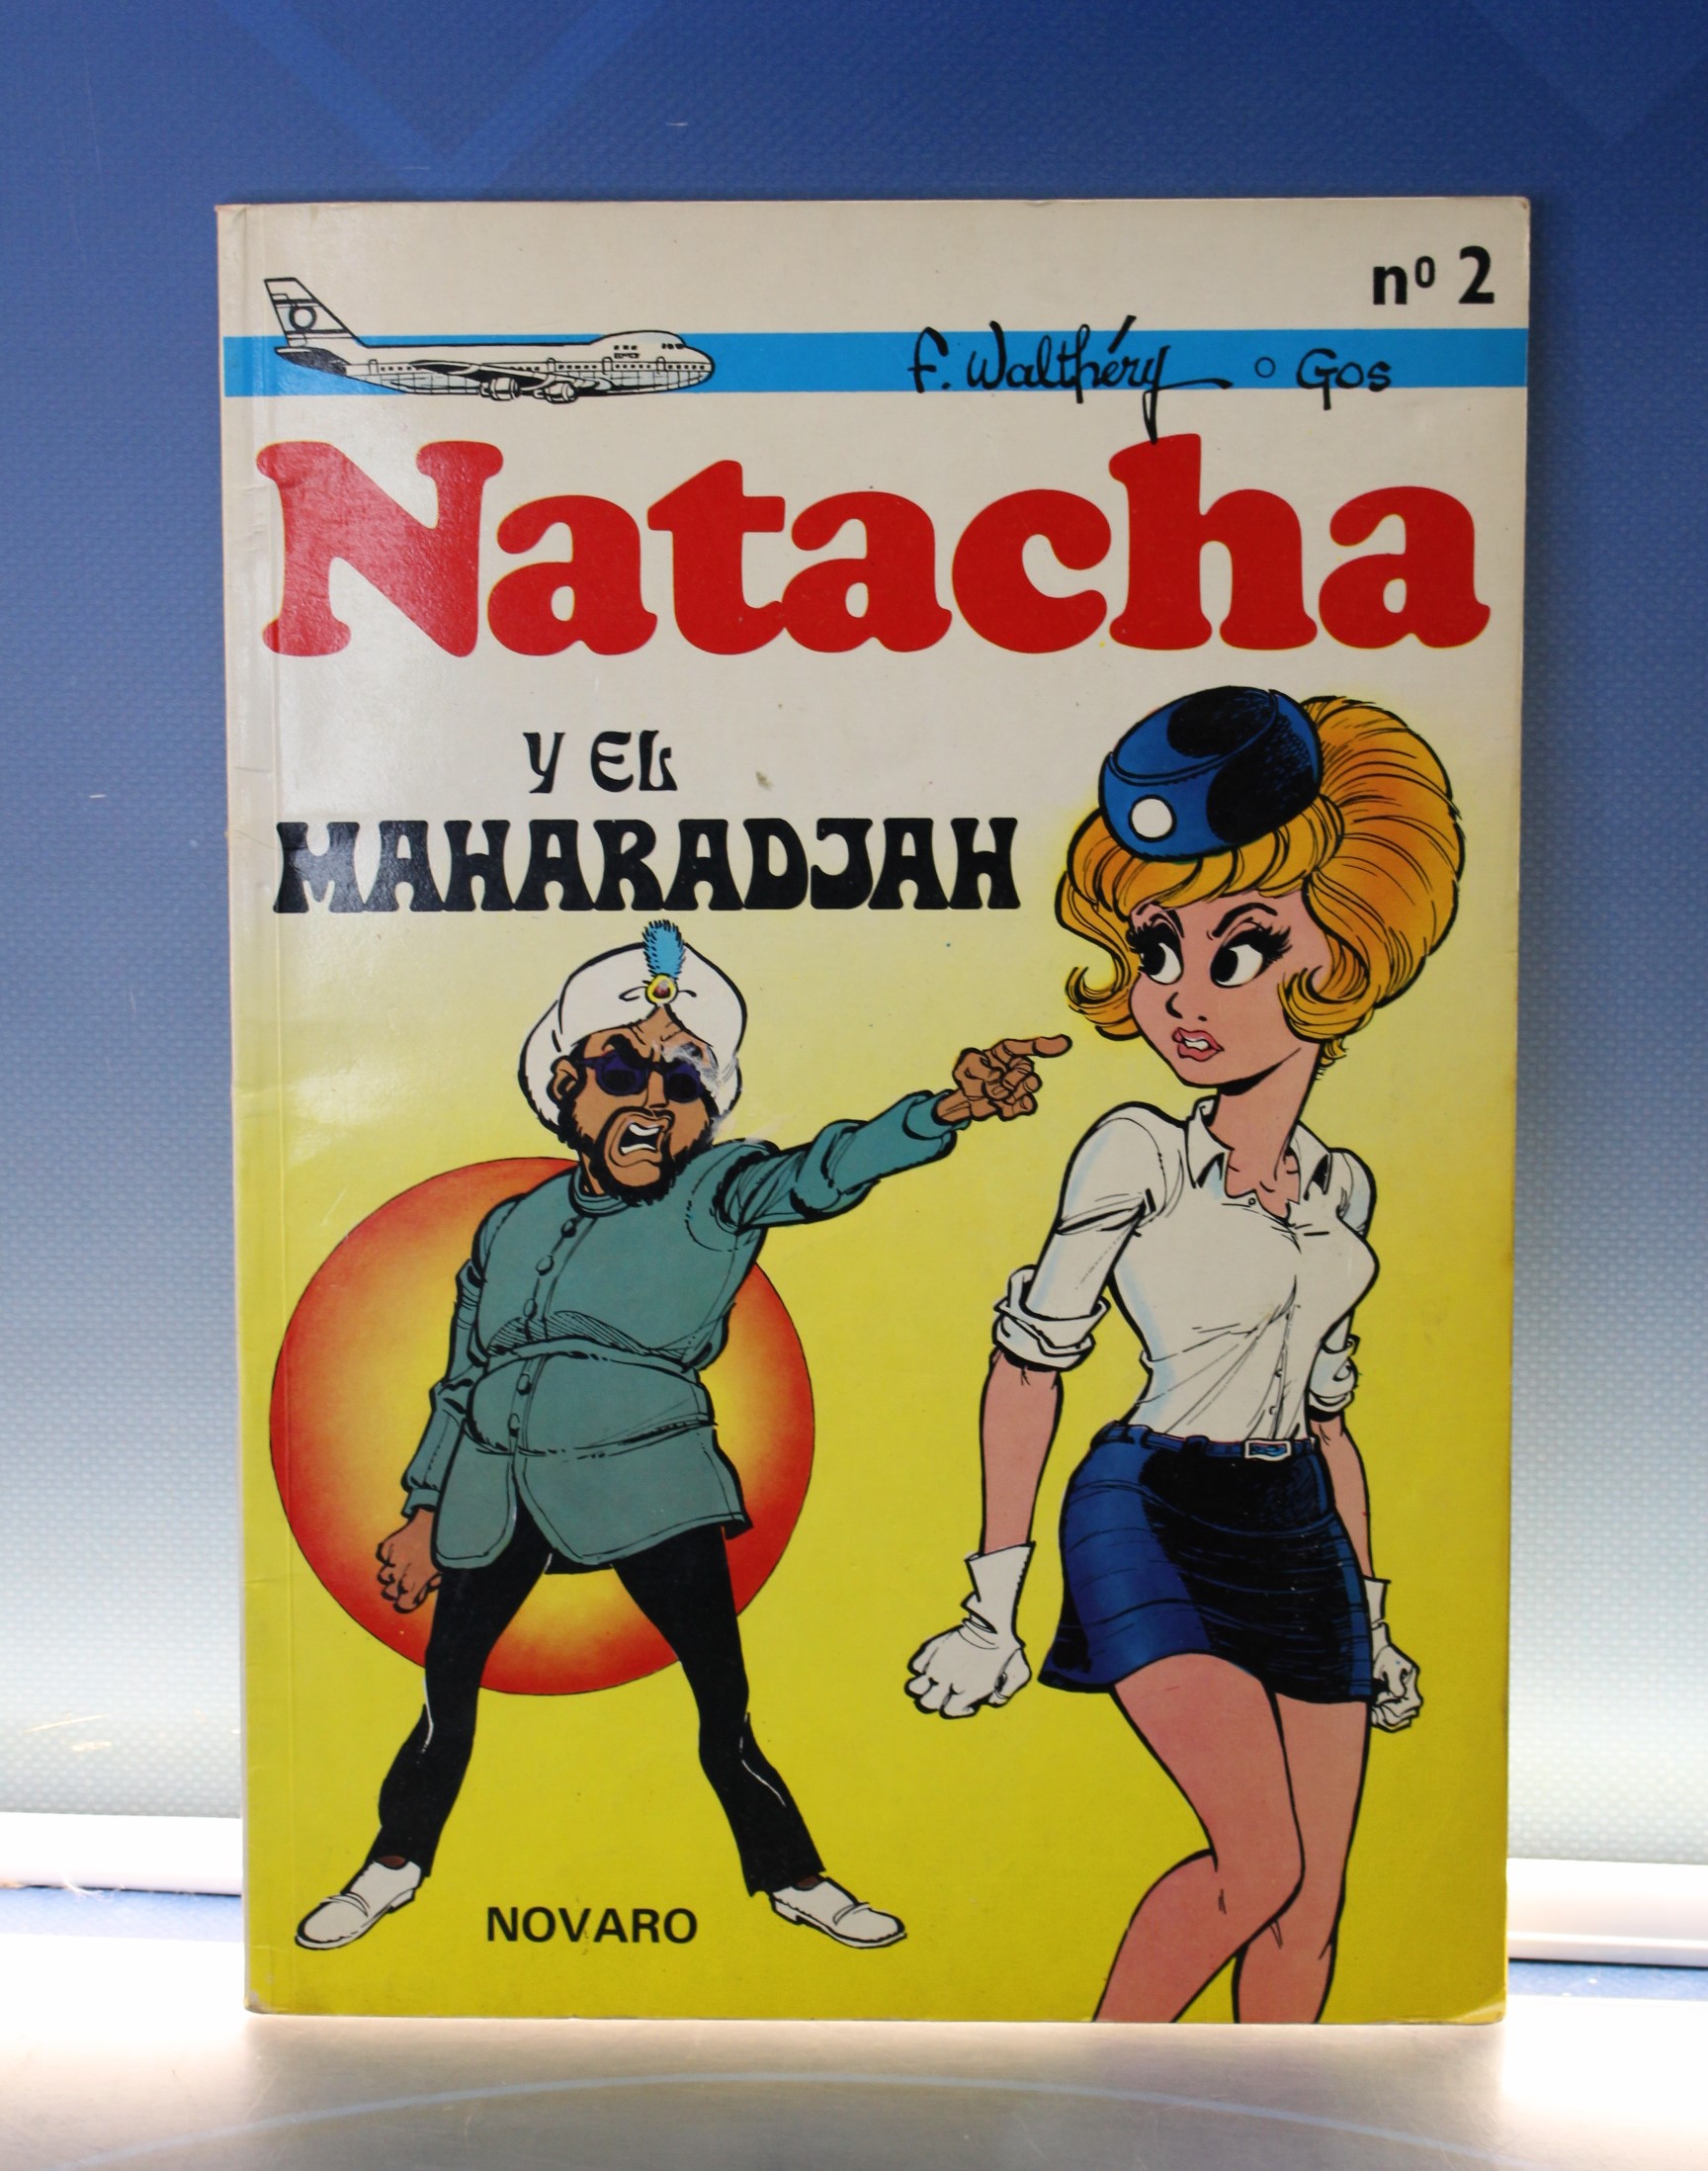 nº 2
F. Walthéry o Gos
Natacha
Y EL
MAHARADJAH
NOVARO